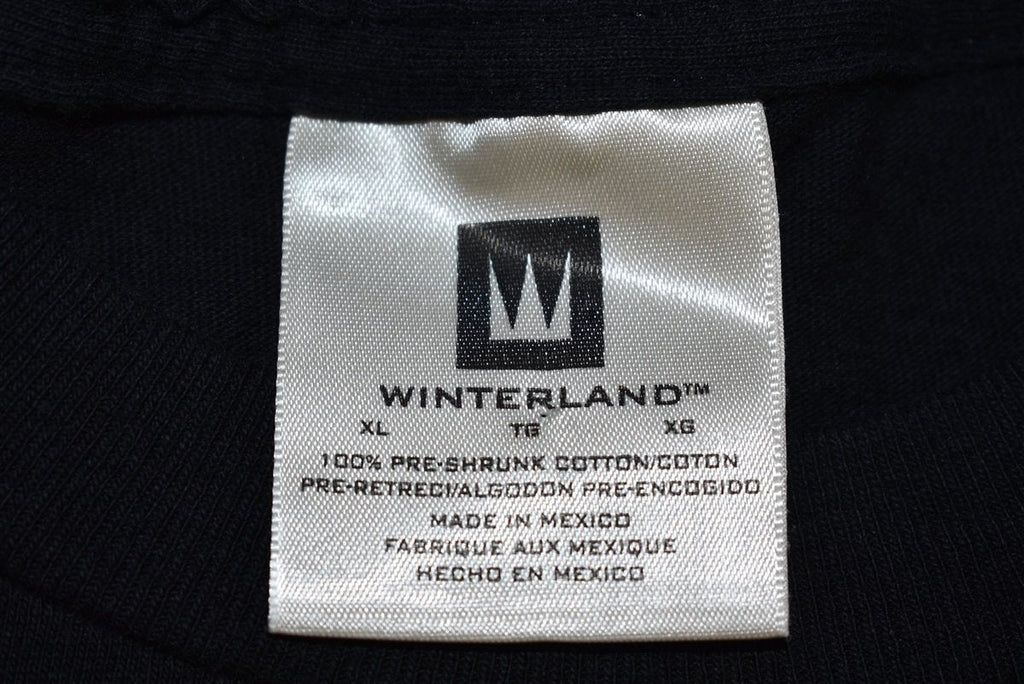 W
WINTERLAND™
XL TG XG
100% PRE-SHRUNK COTTON/COTON
PRE-RETRECI/ALGODON PRE-ENCOGIDO
MADE IN MEXICO
FABRIQUE AUX MEXIQUE
HECHO EN MEXICO